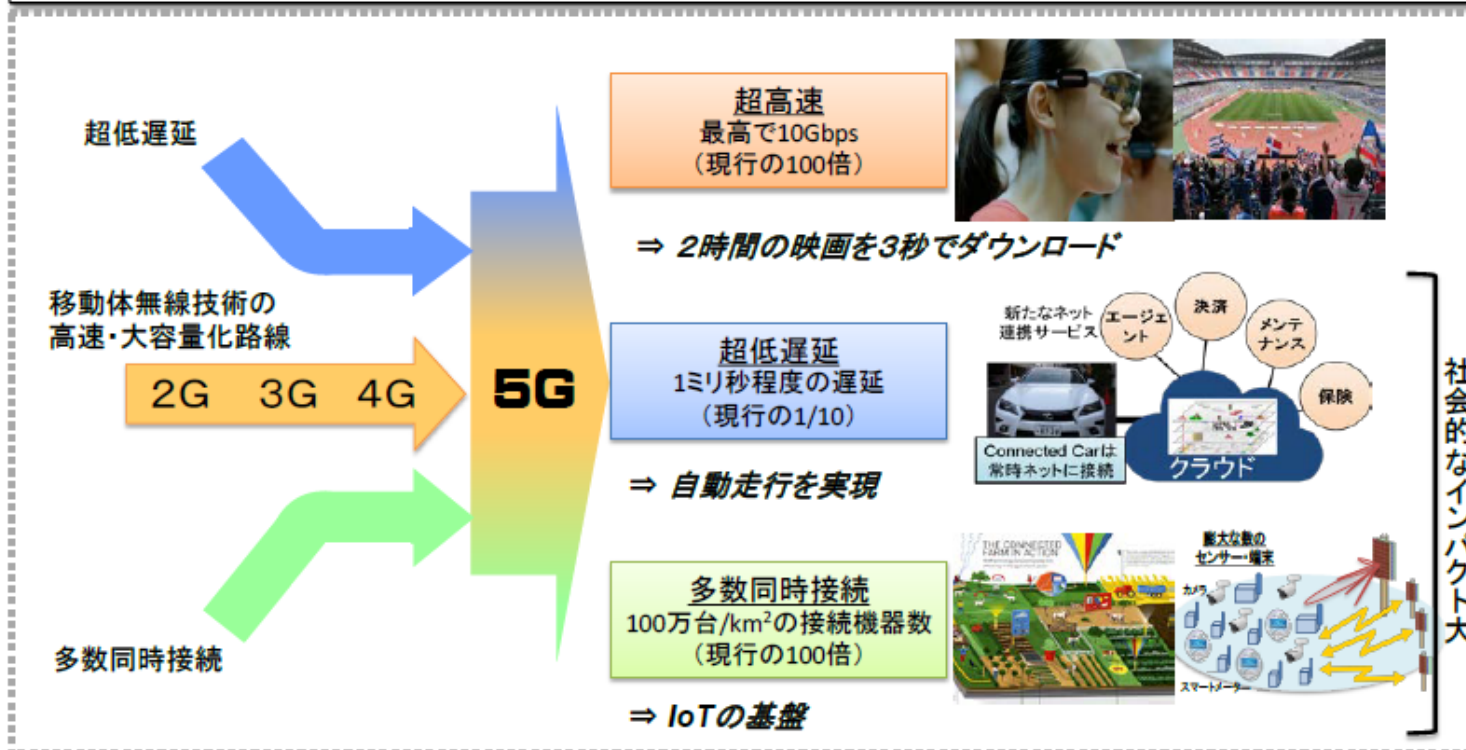 超低遅延
移動体無線技術の
高速・大容量化路線
2G 3G 4G
多数同時接続
5G
超高速
最高で10Gbps
（現行の100倍）
⇒ 2時間の映画を3秒でダウンロード
超低遅延
1ミリ秒程度の遅延
（現行の1/10）
⇒ 自動走行を実現
新たなネット
連携サービス
エージェ
ント
決済
メンテ
ナンス
保険
Connected Carは
常時ネットに接続
クラウド
多数同時接続
100万台/km²の接続機器数
（現行の100倍）
⇒ IoTの基盤
THE CONNECTED
FARM IN ACTION
膨大な数の
センサー・端末
カメラ
スマートメーター
社会的なインパクト大